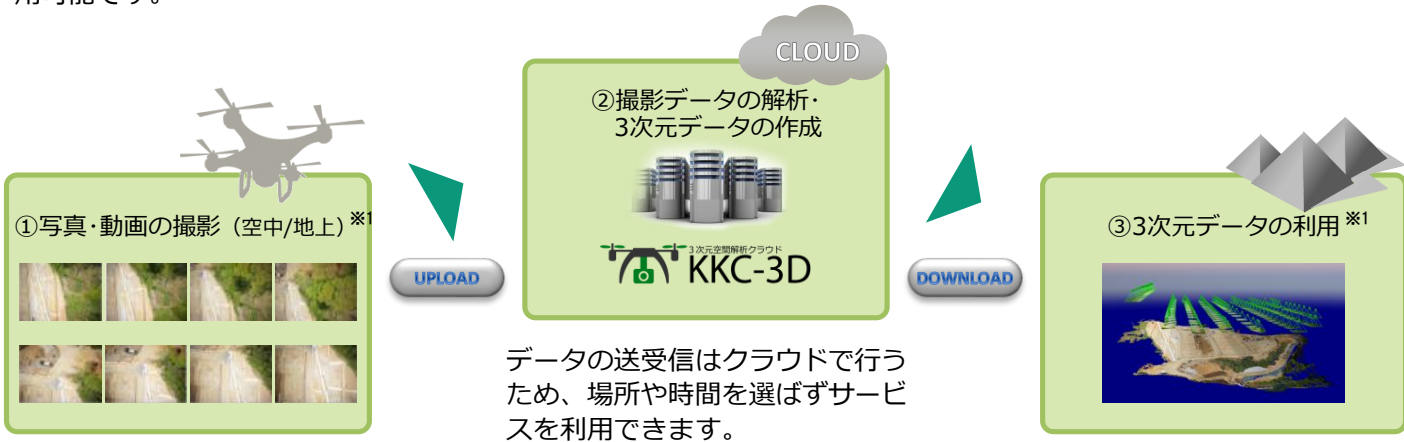 用可能です。
CLOUD
②撮影データの解析・
3次元データの作成
3次元空間解析クラウド
KKC-3D
①写真・動画の撮影（空中/地上）※1
UPLOAD
DOWNLOAD
③3次元データの利用※1
データの送受信はクラウドで行う
ため、場所や時間を選ばずサービ
スを利用できます。